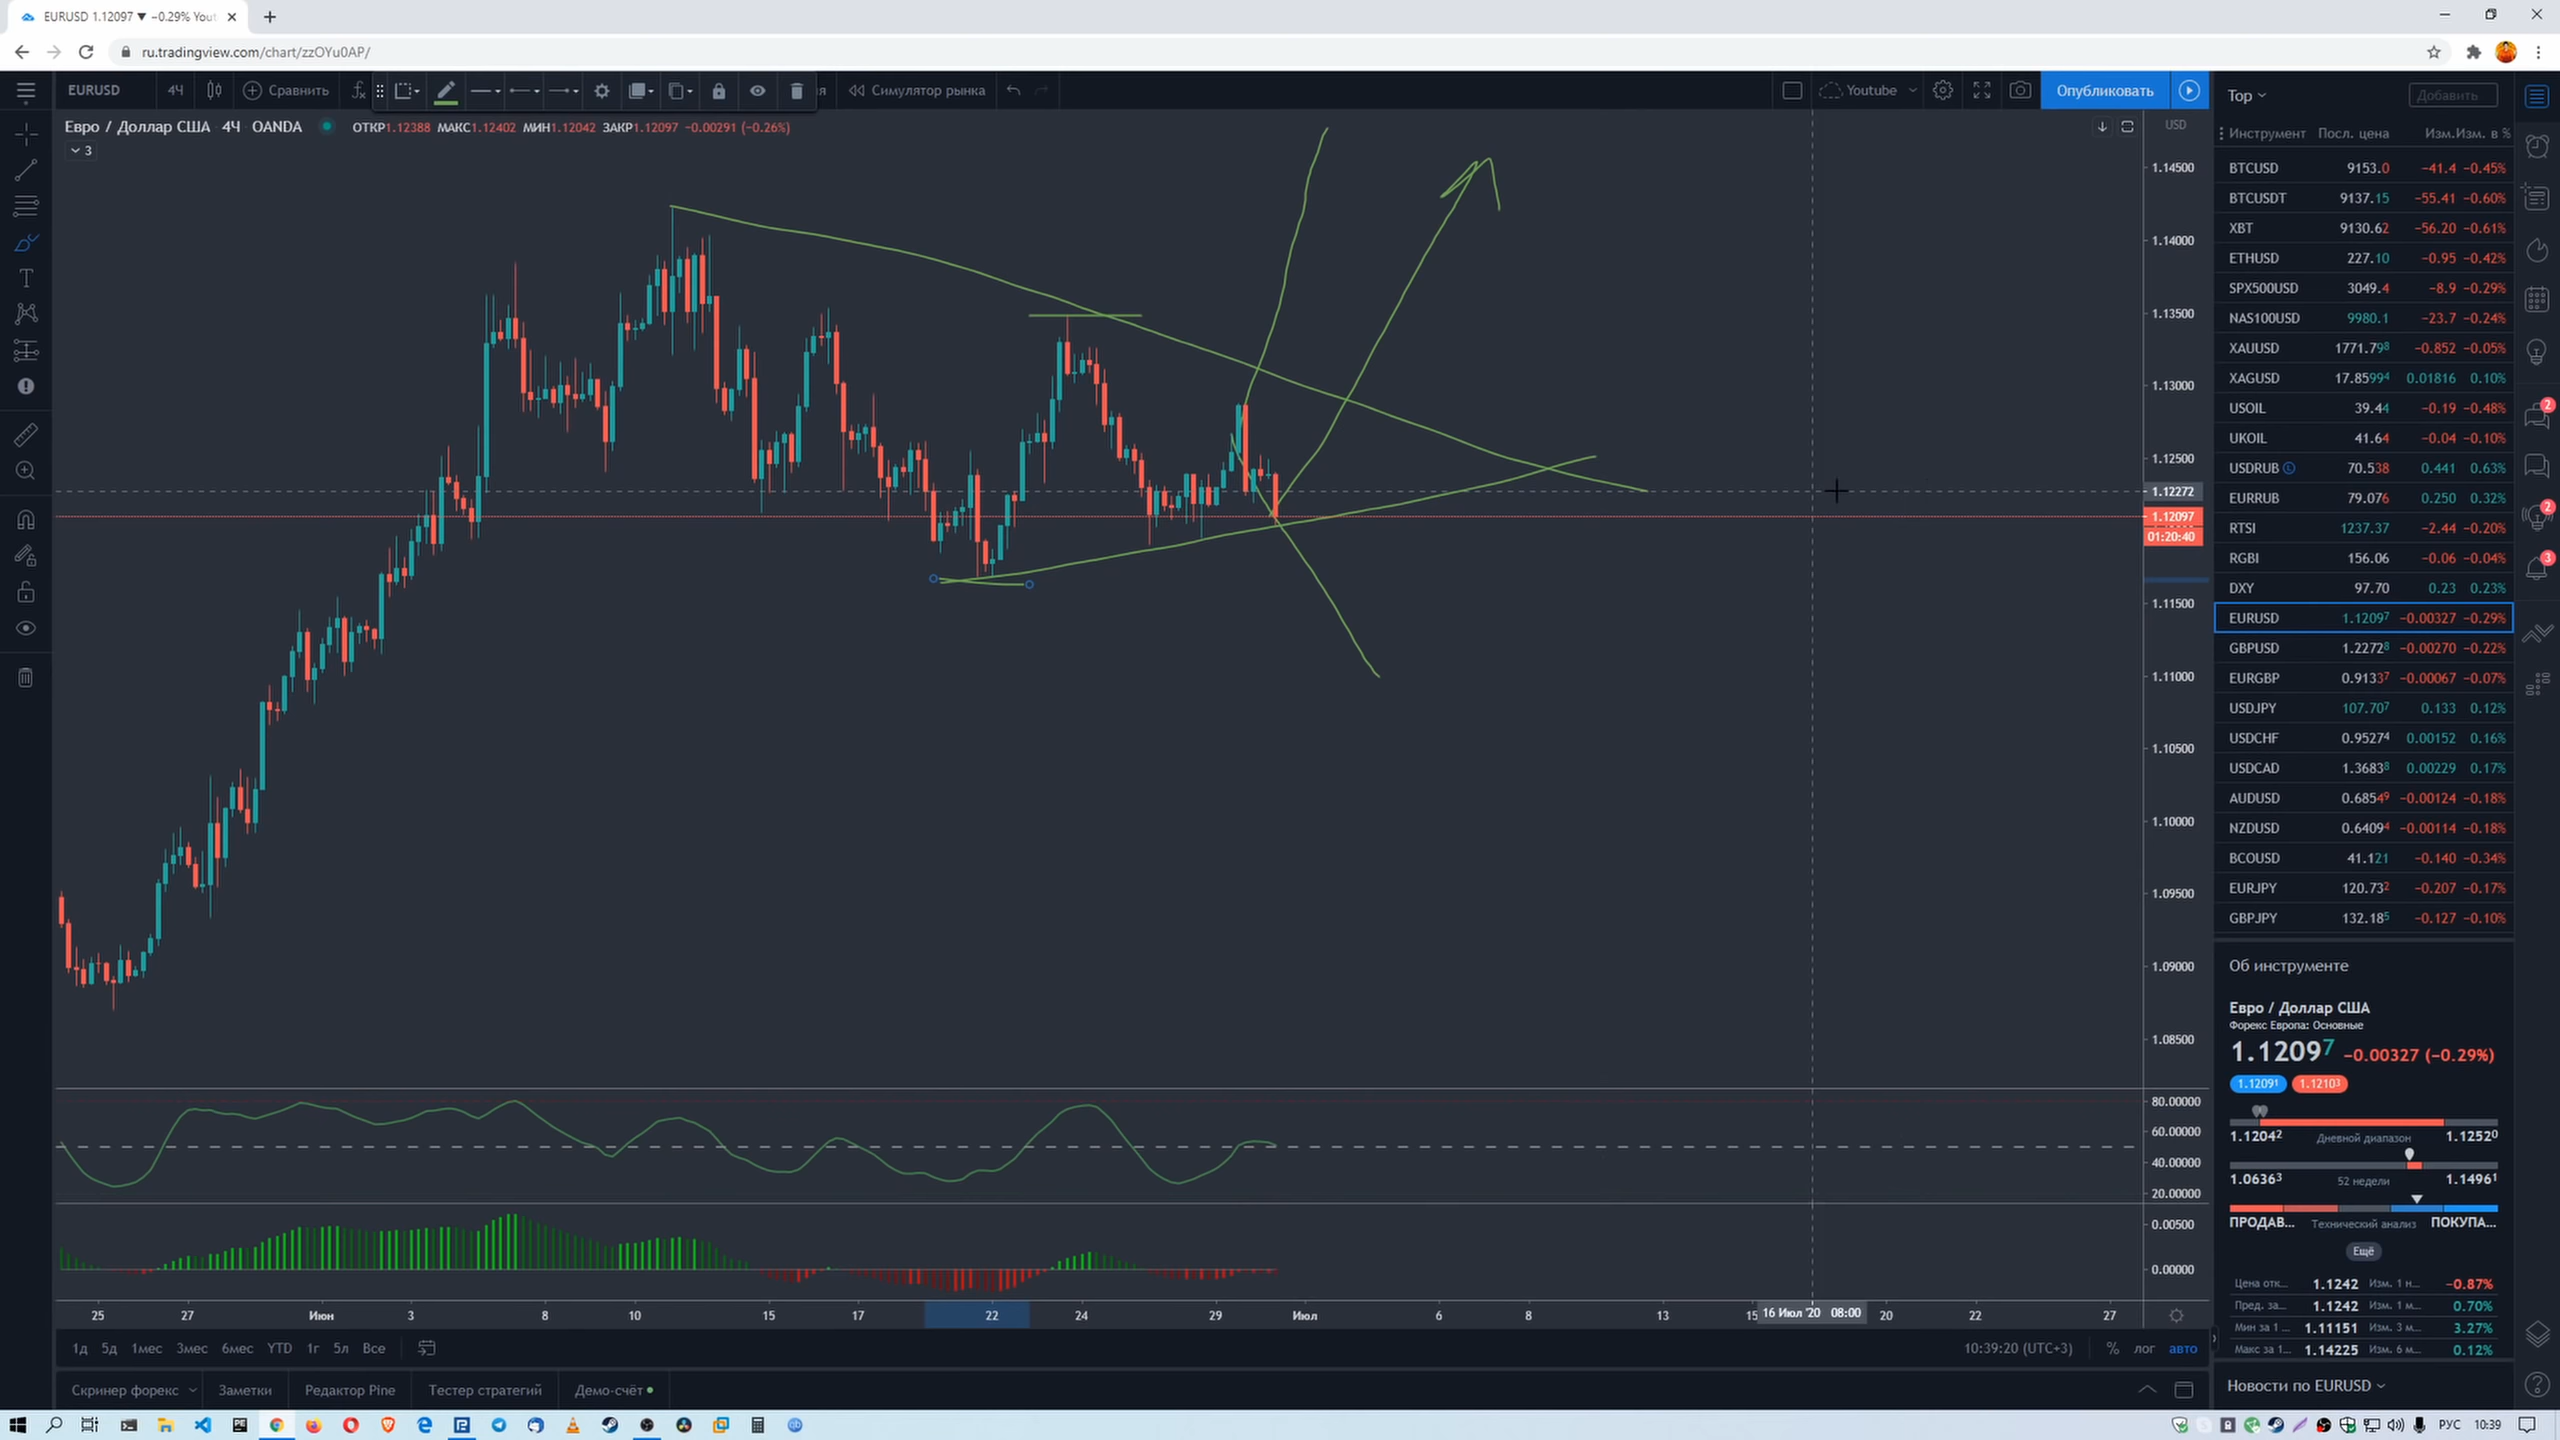 EURUSD 1.12097 ▼ −0.29% Yout
ru.tradingview.com/chart/zzOYu0AP/
EURUSD 4Ч Сравнить Симулятор рынка Youtube Опубликовать
Евро / Доллар США 4Ч OANDA ОТКР1.12388 МАКС1.12402 МИН1.12042 ЗАКР1.12097 −0.00291 (−0.26%)
3
USD
1.14500
1.14000
1.13500
1.13000
1.12500
1.12272
1.12097
01:20:40
1.11500
1.11000
1.10500
1.10000
1.09500
1.09000
1.08500
80.00000
60.00000
40.00000
20.00000
0.00500
0.00000
25 27 Июн 3 8 10 15 17 22 24 29 Июл 6 8 13 15 16 Июл '20 08:00 20 22 27
1д 5д 1мес 3мес 6мес YTD 1г 5л Все 10:39:20 (UTC+3) % лог авто
Скринер форекс Заметки Редактор Pine Тестер стратегий Демо-счёт
Top Добавить
Инструмент Посл. цена Изм. Изм. в %
BTCUSD 9153.0 −41.4 −0.45%
BTCUSDT 9137.15 −55.41 −0.60%
XBT 9130.62 −56.20 −0.61%
ETHUSD 227.10 −0.95 −0.42%
SPX500USD 3049.4 −8.9 −0.29%
NAS100USD 9980.1 −23.7 −0.24%
XAUUSD 1771.798 −0.852 −0.05%
XAGUSD 17.85994 0.01816 0.10%
USOIL 39.44 −0.19 −0.48%
UKOIL 41.64 −0.04 −0.10%
USDRUB 70.538 0.441 0.63%
EURRUB 79.076 0.250 0.32%
RTSI 1237.37 −2.44 −0.20%
RGBI 156.06 −0.06 −0.04%
DXY 97.70 0.23 0.23%
EURUSD 1.12097 −0.00327 −0.29%
GBPUSD 1.22728 −0.00270 −0.22%
EURGBP 0.91337 −0.00067 −0.07%
USDJPY 107.707 0.133 0.12%
USDCHF 0.95274 0.00152 0.16%
USDCAD 1.36838 0.00229 0.17%
AUDUSD 0.68549 −0.00124 −0.18%
NZDUSD 0.64094 −0.00114 −0.18%
BCOUSD 41.121 −0.140 −0.34%
EURJPY 120.732 −0.207 −0.17%
GBPJPY 132.185 −0.127 −0.10%
Об инструменте
Евро / Доллар США
Форекс Европа: Основные
1.12097 −0.00327 (−0.29%)
1.12091 1.12103
1.12042 Дневной диапазон 1.12520
1.06363 52 недели 1.14961
ПРОДАВ... Технический анализ ПОКУПА...
Ещё
Цена отк... 1.1242 Изм. 1 н... −0.87%
Пред. за... 1.1242 Изм. 1 м... 0.70%
Мин за 1 ... 1.11151 Изм. 3 м... 3.27%
Макс за 1... 1.14225 Изм. 6 м... 0.12%
Новости по EURUSD
2
2
3
РУС 10:39